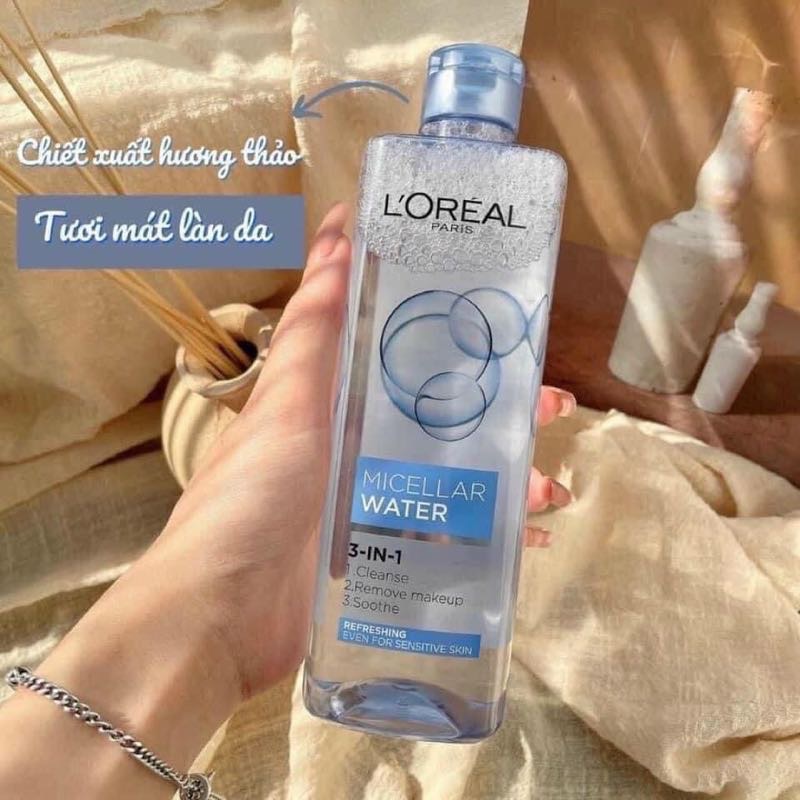 Chiết xuất hương thảo
Tươi mát làn da
L'ORÉAL
PARIS
MICELLAR
WATER
3-IN-1
1.Cleanse
2.Remove makeup
3.Soothe
REFRESHING
EVEN FOR SENSITIVE SKIN